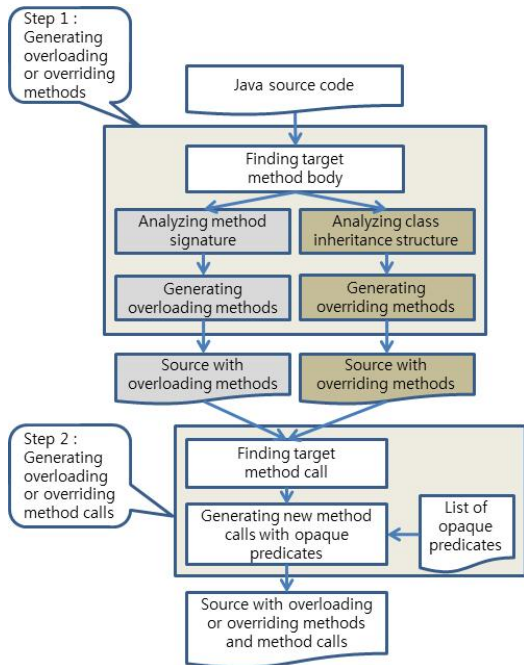 Step 1 :
Generating
overloading
or overriding
methods
Java source code
Finding target
method body
Analyzing method
signature
Analyzing class
inheritance structure
Generating
overloading methods
Generating
overriding methods
Source with
overloading methods
Source with
overriding methods
Step 2 :
Generating
overloading
or overriding
method calls
Finding target
method call
Generating new method
calls with opaque
predicates
List of
opaque
predicates
Source with overloading
or overriding methods
and method calls